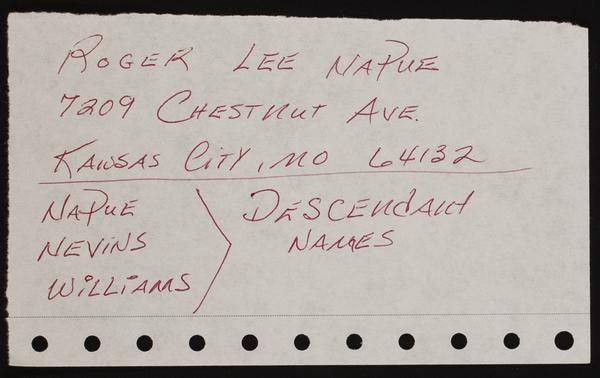 Roger Lee NaPue
7209 Chestnut Ave.
Kansas City, MO 64132
NaPue
Nevins
Williams
Descendant
Names